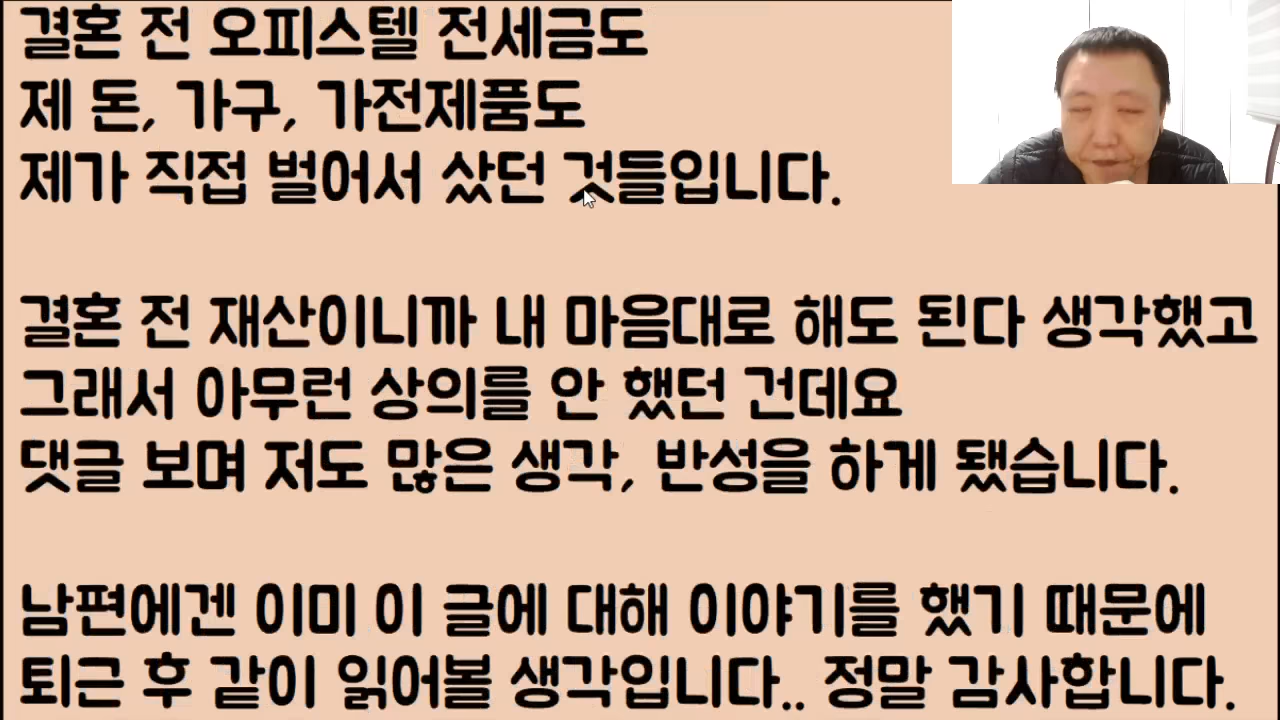 결혼 전 오피스텔 전세금도
제 돈, 가구, 가전제품도
제가 직접 벌어서 샀던 것들입니다.
결혼 전 재산이니까 내 마음대로 해도 된다 생각했고
그래서 아무런 상의를 안 했던 건데요
댓글 보며 저도 많은 생각, 반성을 하게 됐습니다.
남편에겐 이미 이 글에 대해 이야기를 했기 때문에
퇴근 후 같이 읽어볼 생각입니다.. 정말 감사합니다.